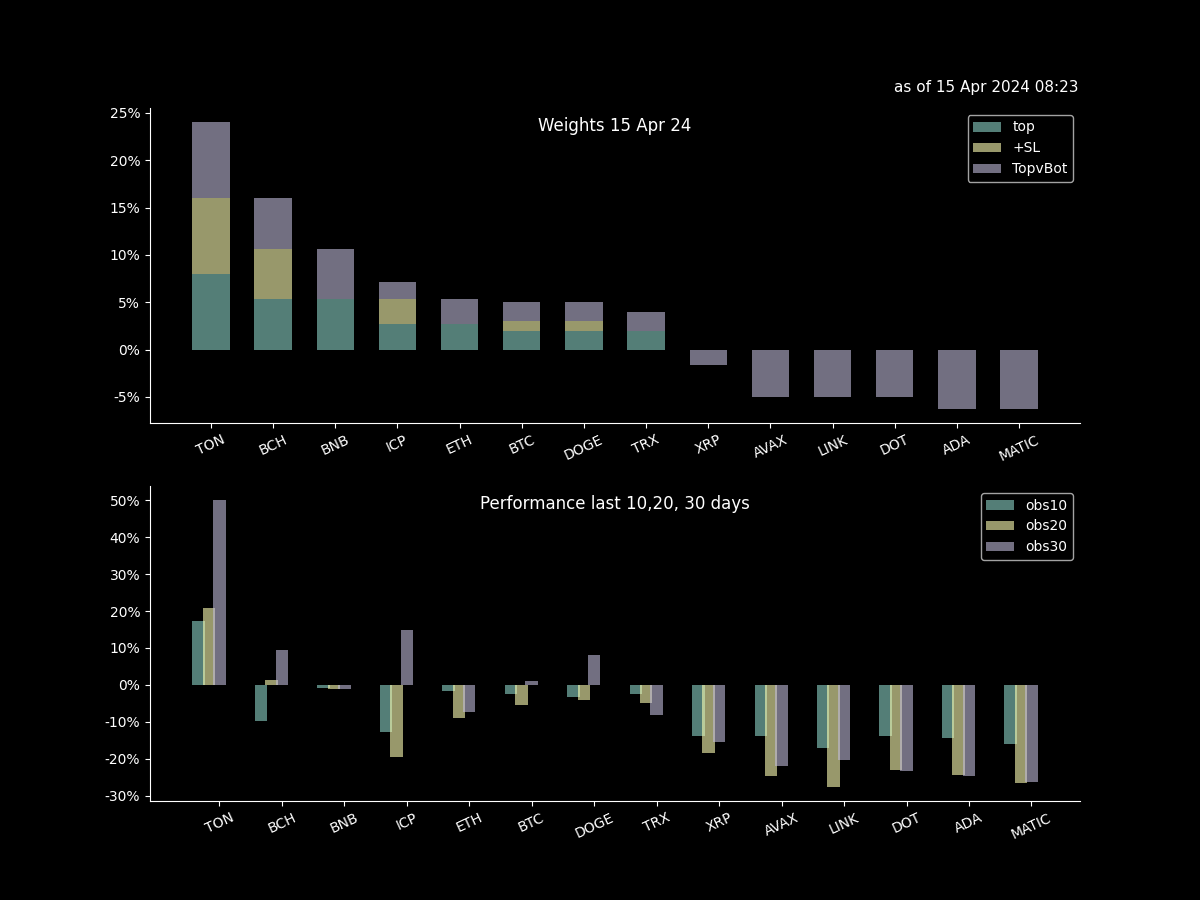 as of 15 Apr 2024 08:23
Weights 15 Apr 24
top
+SL
TopvBot
25%
20%
15%
10%
5%
0%
-5%
TON BCH BNB ICP ETH BTC DOGE TRX XRP AVAX LINK DOT ADA MATIC
Performance last 10,20, 30 days
obs10
obs20
obs30
50%
40%
30%
20%
10%
0%
-10%
-20%
-30%
TON BCH BNB ICP ETH BTC DOGE TRX XRP AVAX LINK DOT ADA MATIC